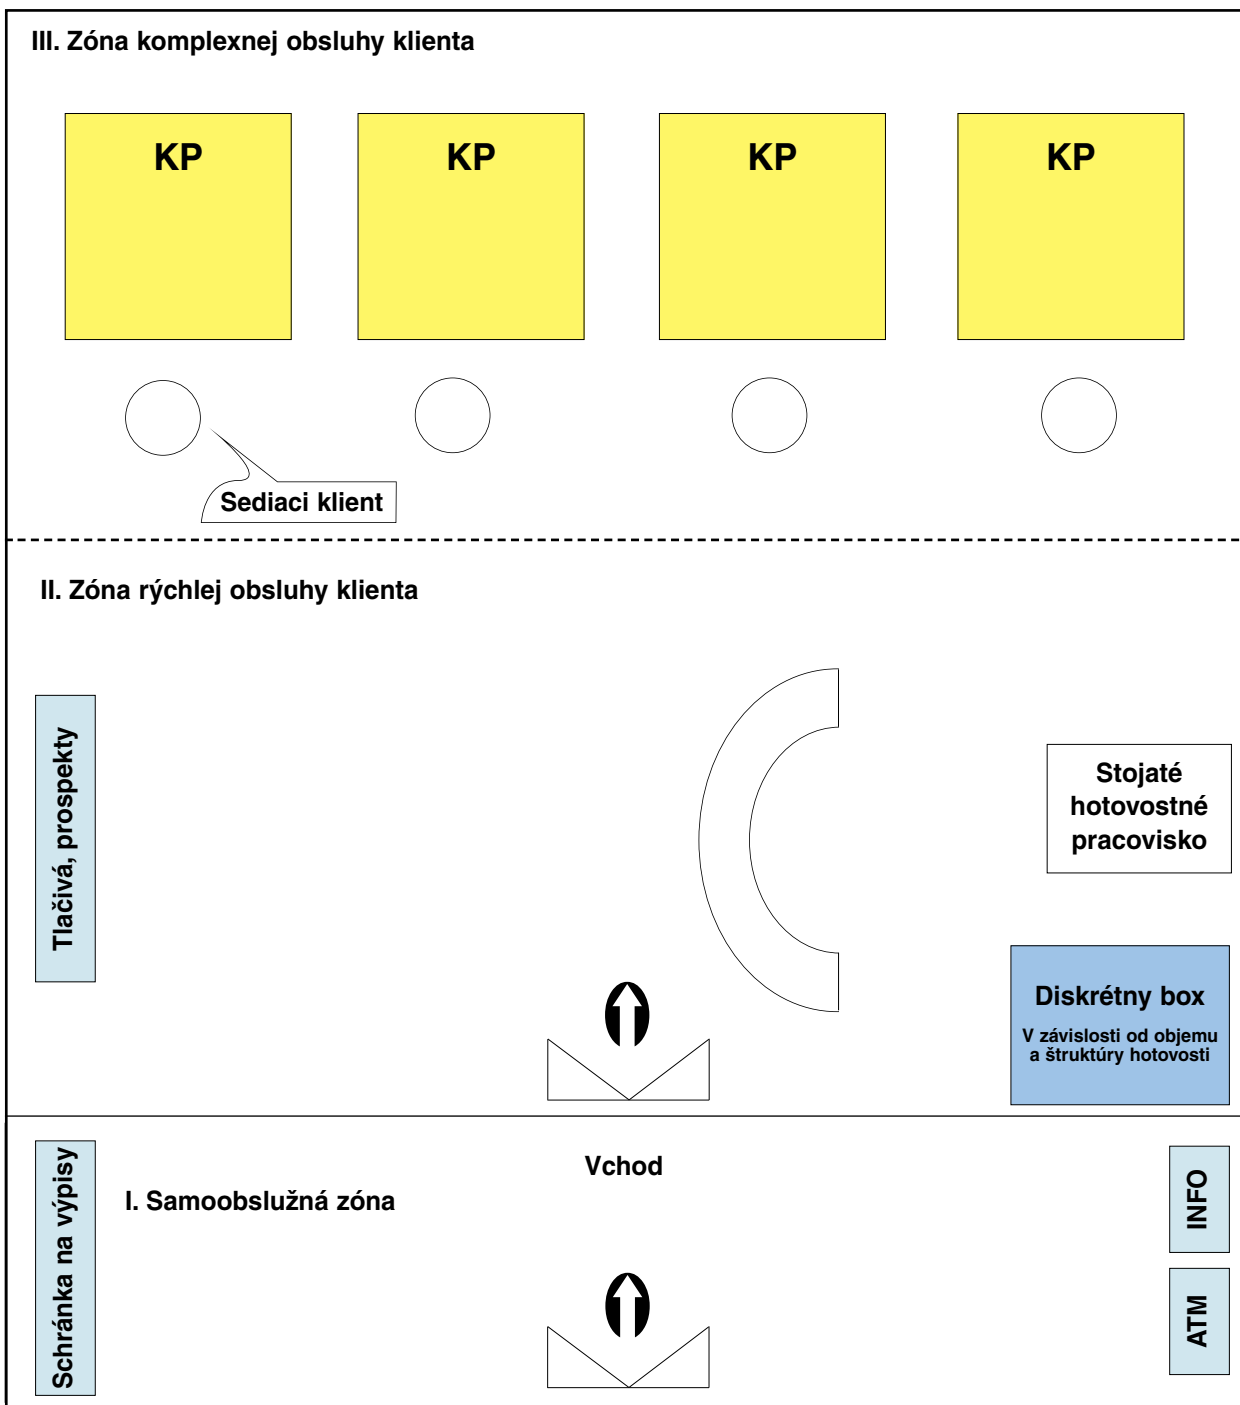 III. Zóna komplexnej obsluhy klienta
KP
KP
KP
KP
Sediaci klient
II. Zóna rýchlej obsluhy klienta
Tlačivá, prospekty
Stojaté
hotovostné
pracovisko
Diskrétny box
V závislosti od objemu
a štruktúry hotovosti
Schránka na výpisy
Vchod
I. Samoobslužná zóna
INFO
ATM